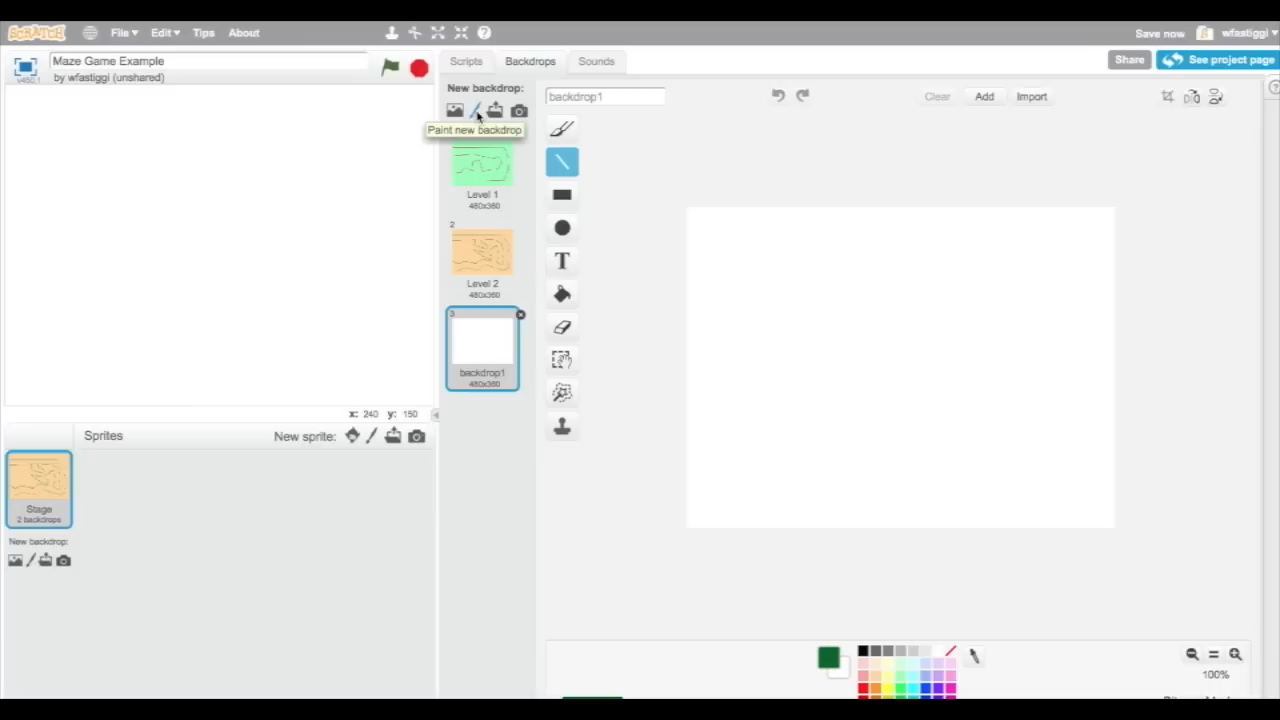 SCRATCH File Edit Tips About Save now wfastiggi
Maze Game Example
v460.1 by wfastiggi (unshared)
Scripts Backdrops Sounds Share See project page
New backdrop:
backdrop1 Clear Add Import
Paint new backdrop
Level 1
480x360
2
Level 2
480x360
3
backdrop1
480x360
x: 240 y: 150
Sprites New sprite:
Stage
2 backdrops
New backdrop:
T
100%